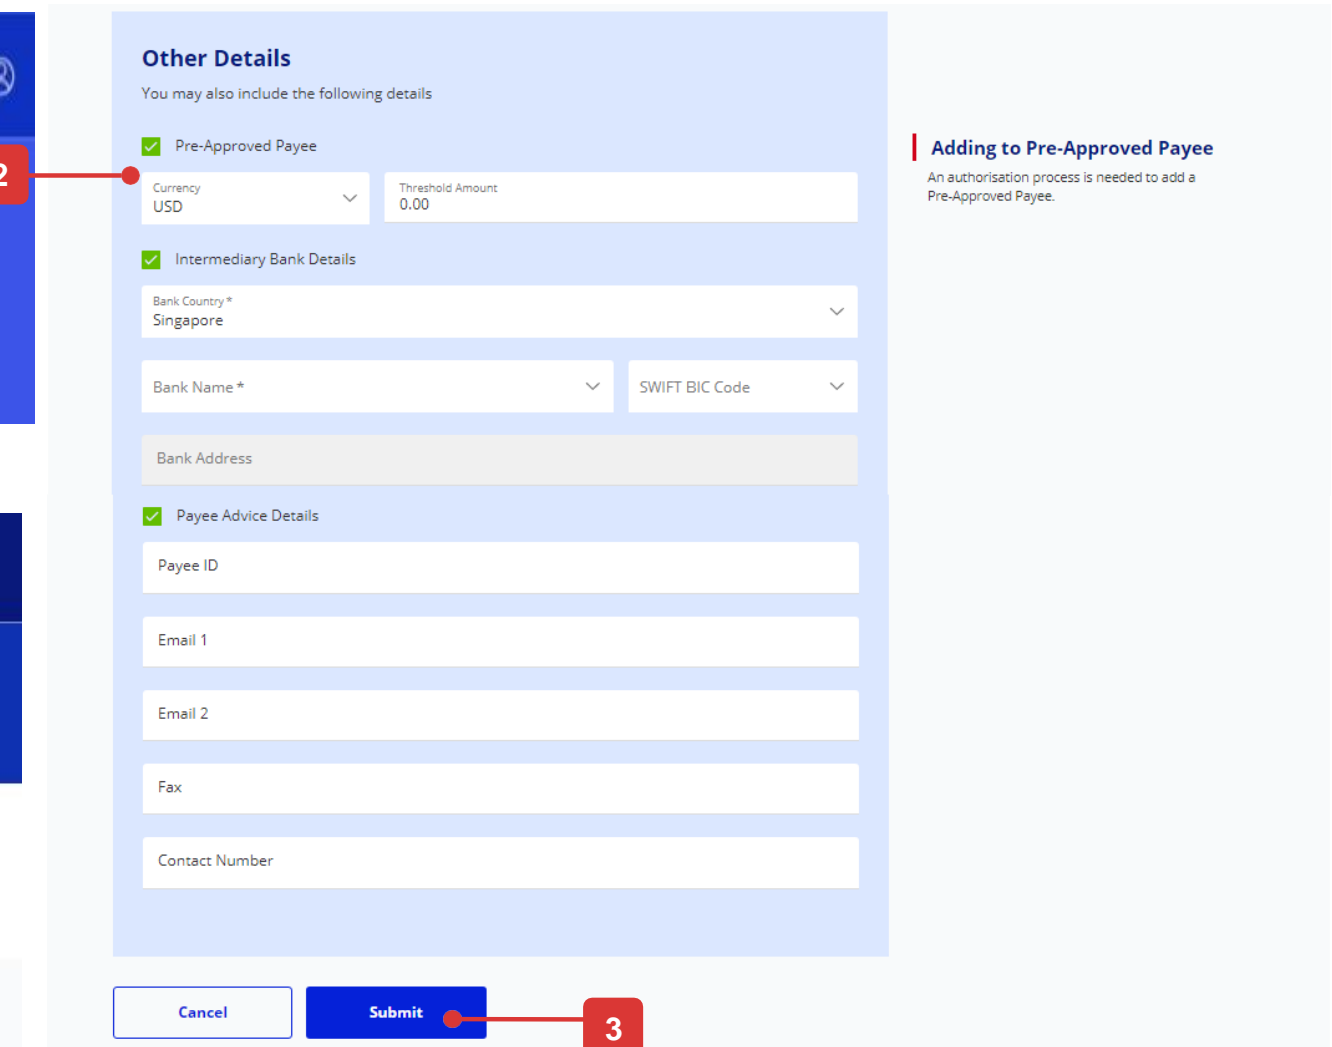 Other Details
You may also include the following details
Pre-Approved Payee
2
Currency
USD
Threshold Amount
0.00
Intermediary Bank Details
Bank Country *
Singapore
Bank Name *
SWIFT BIC Code
Bank Address
Payee Advice Details
Payee ID
Email 1
Email 2
Fax
Contact Number
Cancel
Submit
3
Adding to Pre-Approved Payee
An authorisation process is needed to add a
Pre-Approved Payee.